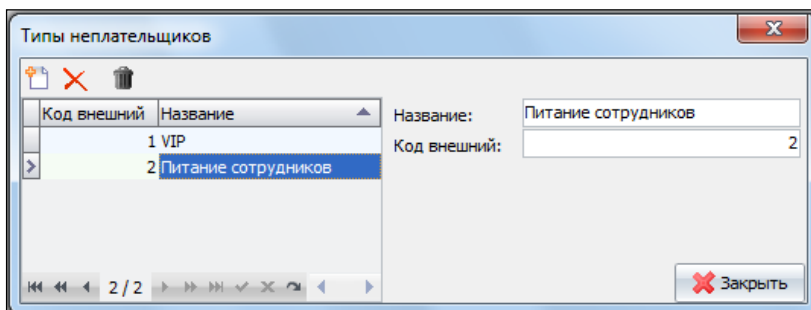 Типы неплательщиков
Код внешний Название
1 VIP
2 Питание сотрудников
2 / 2
Название: Питание сотрудников
Код внешний: 2
Закрыть